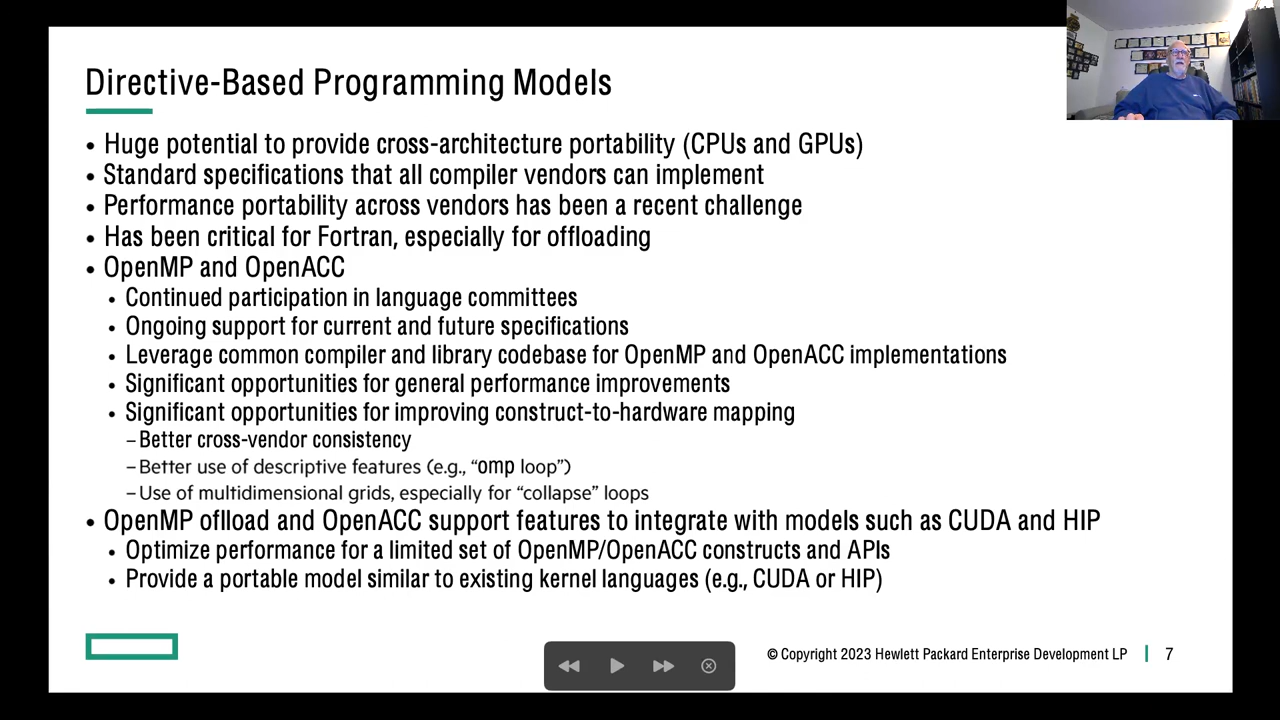 Directive-Based Programming Models
• Huge potential to provide cross-architecture portability (CPUs and GPUs)
• Standard specifications that all compiler vendors can implement
• Performance portability across vendors has been a recent challenge
• Has been critical for Fortran, especially for offloading
• OpenMP and OpenACC
• Continued participation in language committees
• Ongoing support for current and future specifications
• Leverage common compiler and library codebase for OpenMP and OpenACC implementations
• Significant opportunities for general performance improvements
• Significant opportunities for improving construct-to-hardware mapping
– Better cross-vendor consistency
– Better use of descriptive features (e.g., “omp loop”)
– Use of multidimensional grids, especially for “collapse” loops
• OpenMP offload and OpenACC support features to integrate with models such as CUDA and HIP
• Optimize performance for a limited set of OpenMP/OpenACC constructs and APIs
• Provide a portable model similar to existing kernel languages (e.g., CUDA or HIP)
© Copyright 2023 Hewlett Packard Enterprise Development LP | 7